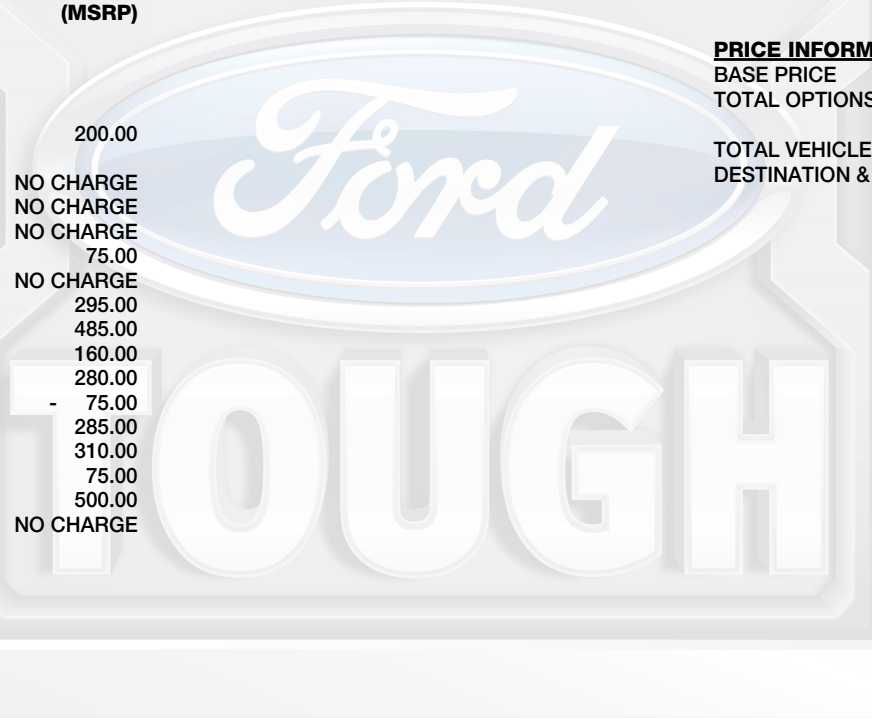 (MSRP)
200.00
NO CHARGE
NO CHARGE
NO CHARGE
75.00
NO CHARGE
295.00
485.00
160.00
280.00
- 75.00
285.00
310.00
75.00
500.00
NO CHARGE
PRICE INFORM
BASE PRICE
TOTAL OPTIONS
TOTAL VEHICLE
DESTINATION &
Ford
TOUGH